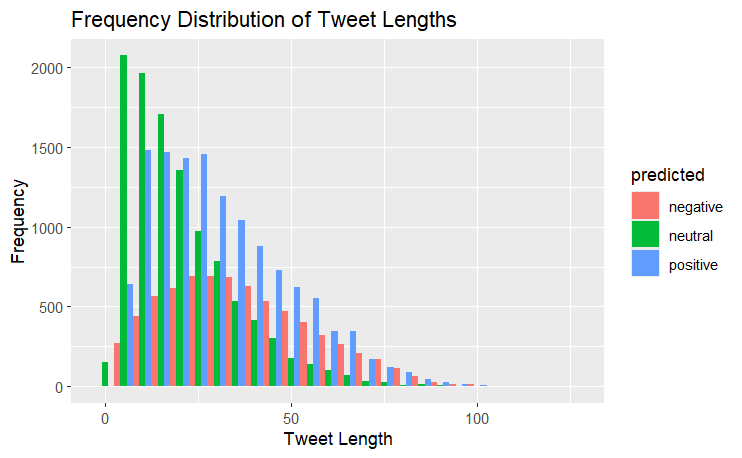 Frequency Distribution of Tweet Lengths
Frequency
2000
1500
1000
500
0
0 50 100
Tweet Length
predicted
negative
neutral
positive